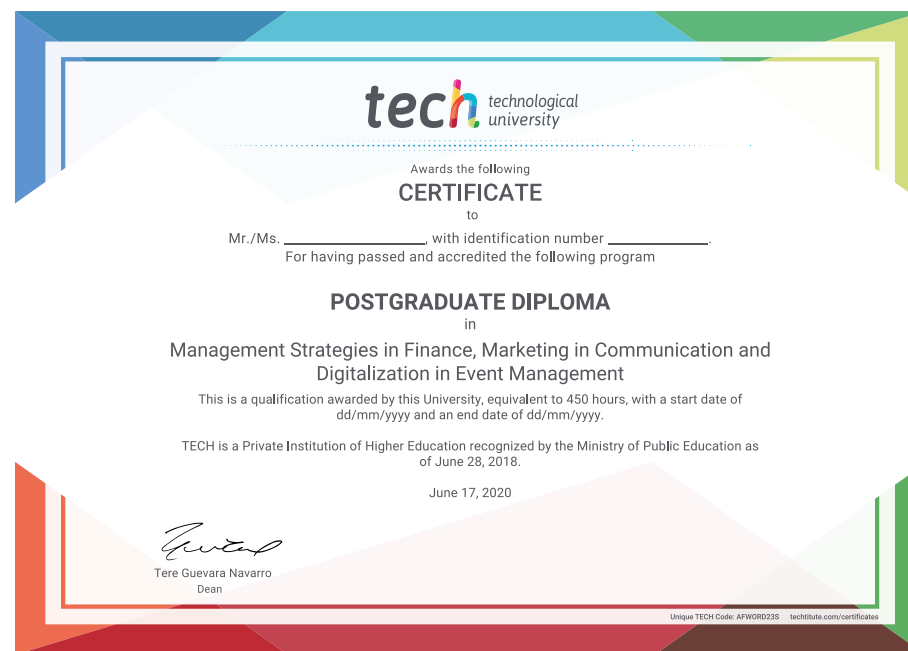 tech technological
university
Awards the following
CERTIFICATE
to
Mr./Ms. ____________________, with identification number ______________.
For having passed and accredited the following program
POSTGRADUATE DIPLOMA
in
Management Strategies in Finance, Marketing in Communication and
Digitalization in Event Management
This is a qualification awarded by this University, equivalent to 450 hours, with a start date of
dd/mm/yyyy and an end date of dd/mm/yyyy.
TECH is a Private Institution of Higher Education recognized by the Ministry of Public Education as
of June 28, 2018.
June 17, 2020
Tere Guevara Navarro
Dean
Unique TECH Code: AFWORD23S techtitute.com/certificates